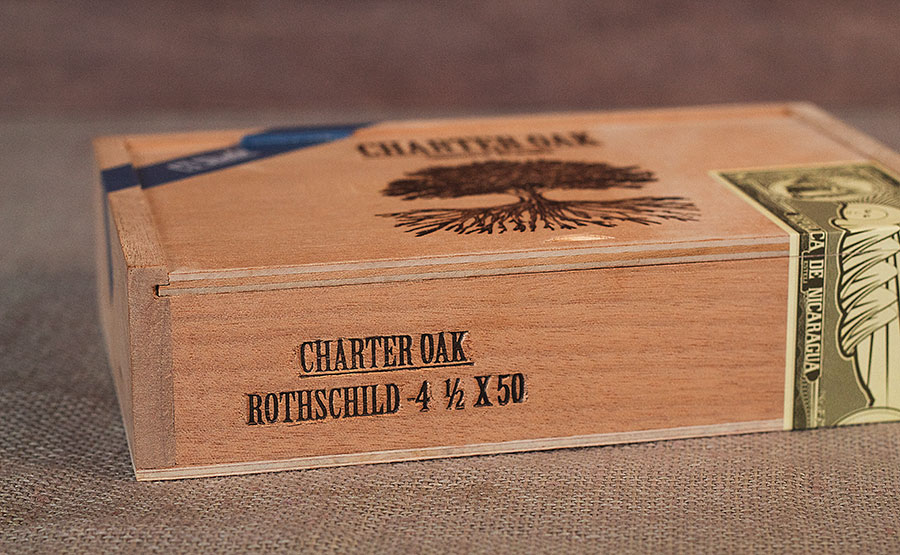 CHARTER OAK
CHARTER OAK
ROTHSCHILD -4 ½ X 50
CA DE NICARAGUA